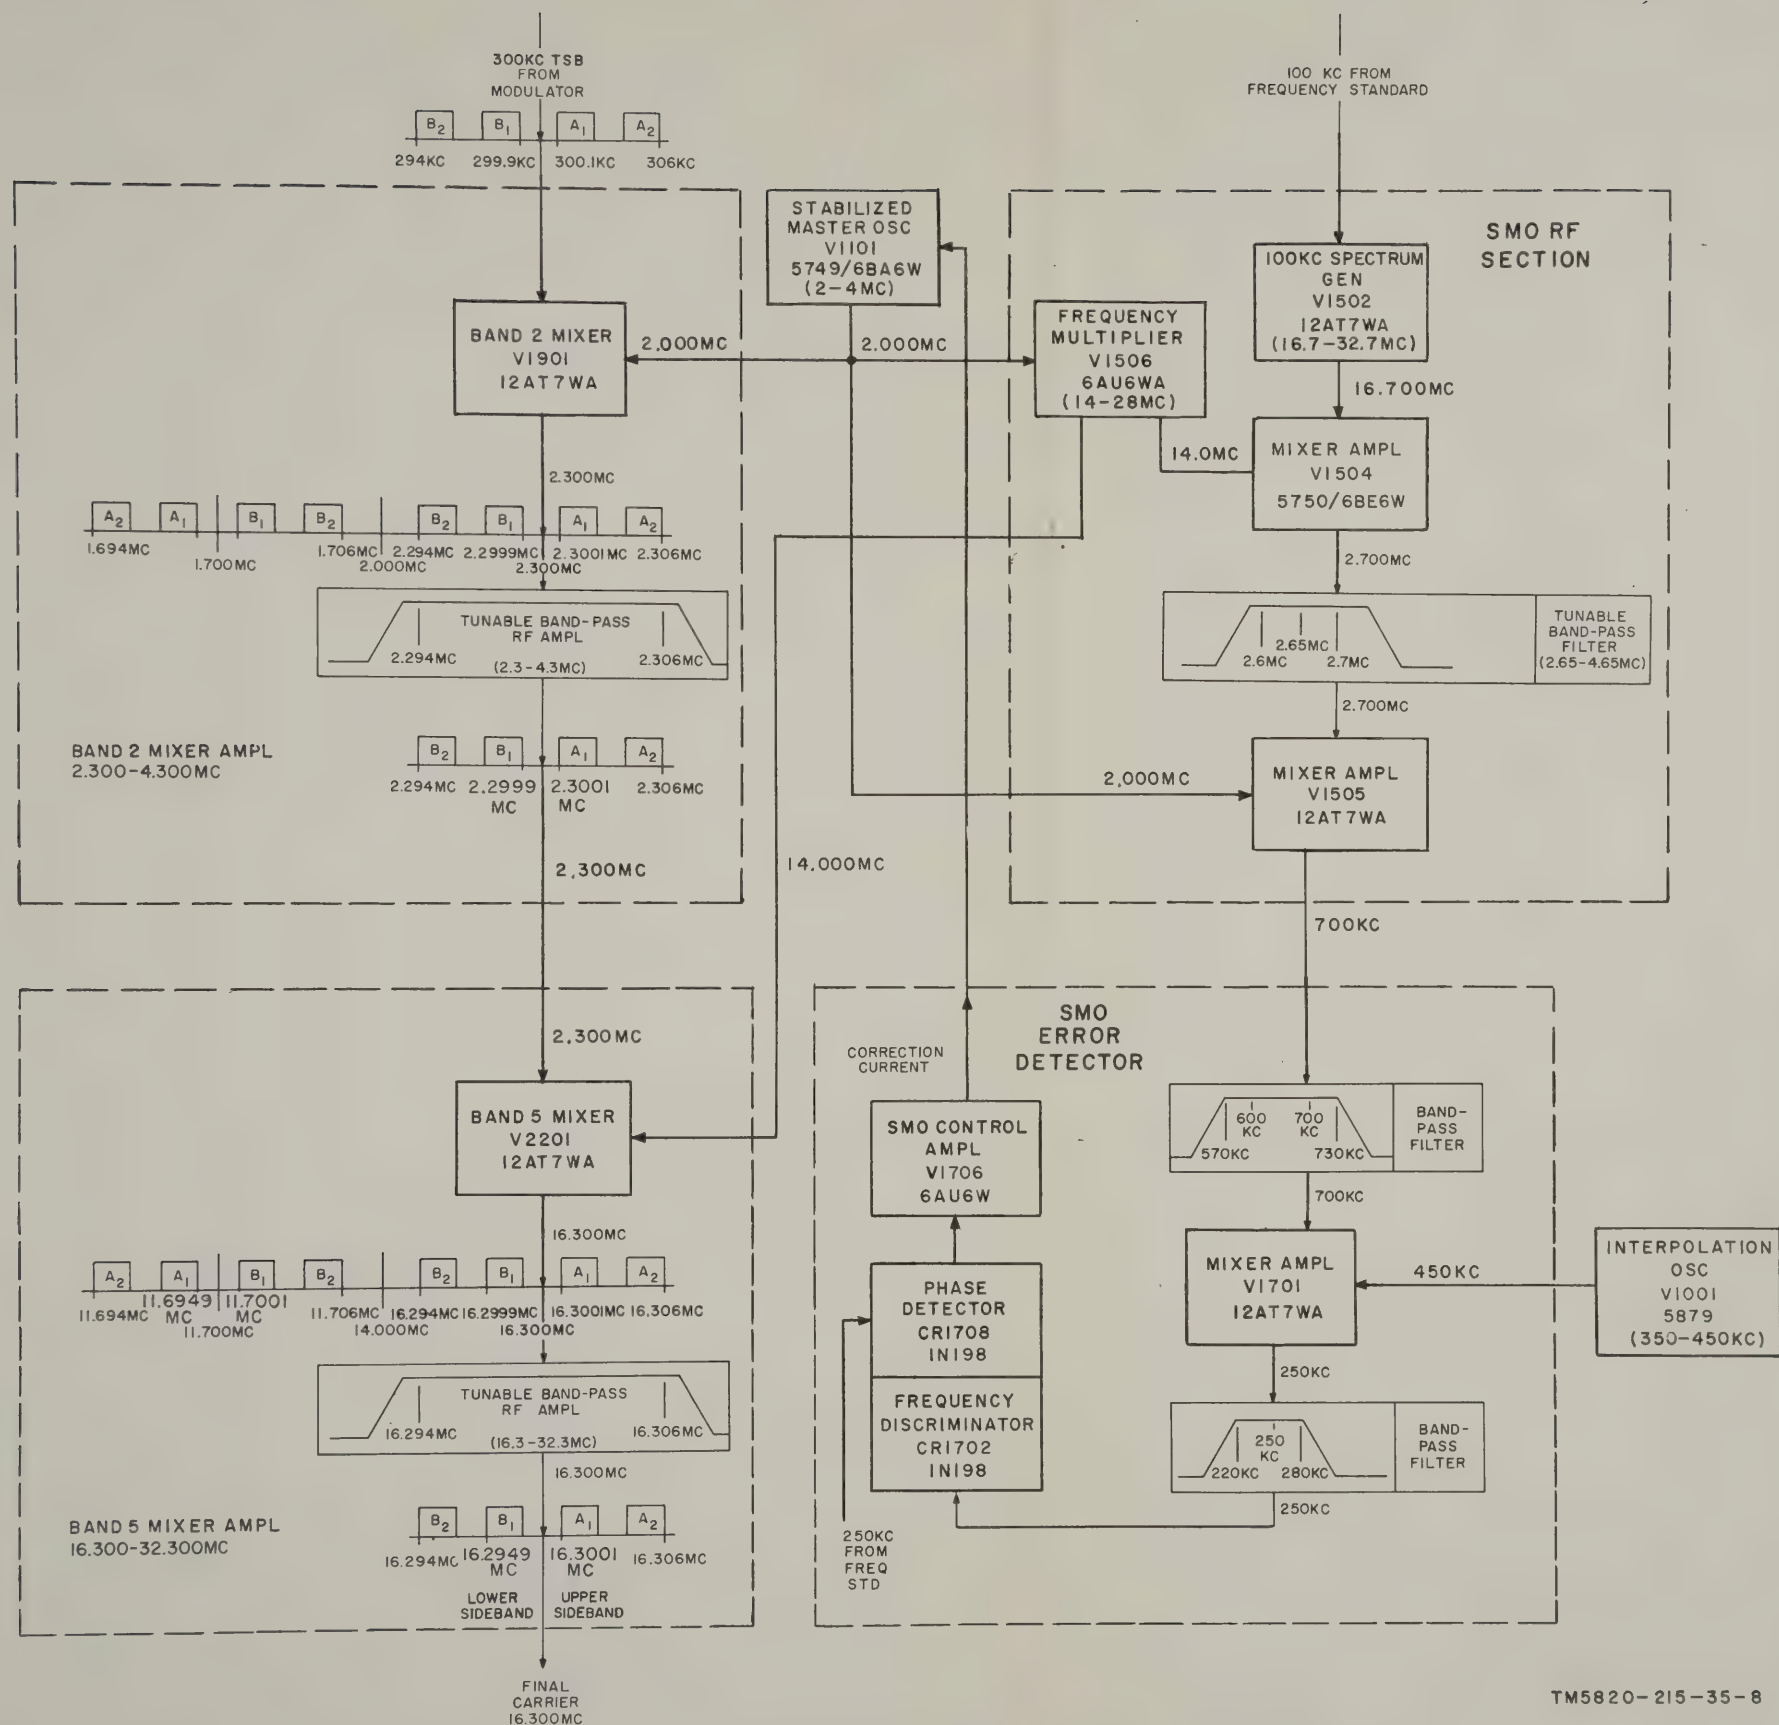 300KC TSB
FROM
MODULATOR
B2 B1 A1 A2
294KC 299.9KC 300.1KC 306KC
100 KC FROM
FREQUENCY STANDARD
STABILIZED
MASTER OSC
V1101
5749/6BA6W
(2-4MC)
SMO RF
SECTION
100KC SPECTRUM
GEN
V1502
12AT7WA
(16.7-32.7MC)
BAND 2 MIXER
V1901
12AT7WA
2,000MC
2.000MC
FREQUENCY
MULTIPLIER
V1506
6AU6WA
(14-28MC)
16.700MC
14.0MC
MIXER AMPL
V1504
5750/6BE6W
2.300MC
A2 A1 B1 B2 B2 B1 A1 A2
1.694MC 1.706MC 2.294MC 2.2999MC 2.3001MC 2.306MC
1.700MC 2.000MC 2.300MC
2.700MC
TUNABLE BAND-PASS
RF AMPL
2.294MC (2.3-4.3MC) 2.306MC
2.65MC
2.6MC 2.7MC
TUNABLE
BAND-PASS
FILTER
(2.65-4.65MC)
2.700MC
BAND 2 MIXER AMPL
2.300-4.300MC
B2 B1 A1 A2
2.294MC 2.2999 MC 2.3001 MC 2.306MC
2,000MC
MIXER AMPL
V1505
12AT7WA
2,300MC
14.000MC
700KC
2,300MC
SMO
ERROR
DETECTOR
CORRECTION
CURRENT
BAND 5 MIXER
V2201
12AT7WA
SMO CONTROL
AMPL
V1706
6AU6W
600 KC 700 KC
570KC 730KC
BAND-
PASS
FILTER
700KC
16.300MC
A2 A1 B1 B2 B2 B1 A1 A2
11.694MC 11.6949 MC 11.7001 MC 11.706MC 16.294MC 16.2999MC 16.3001MC 16.306MC
11.700MC 14.000MC 16.300MC
PHASE
DETECTOR
CR1708
1N198
MIXER AMPL
V1701
12AT7WA
450KC
INTERPOLATION
OSC
V1001
5879
(350-450KC)
250KC
TUNABLE BAND-PASS
RF AMPL
16.294MC (16.3-32.3MC) 16.306MC
FREQUENCY
DISCRIMINATOR
CR1702
1N198
250
KC
220KC 280KC
BAND-
PASS
FILTER
16.300MC
250KC
BAND 5 MIXER AMPL
16.300-32.300MC
B2 B1 A1 A2
16.294MC 16.2949 MC 16.3001 MC 16.306MC
LOWER
SIDEBAND
UPPER
SIDEBAND
250KC
FROM
FREQ
STD
FINAL
CARRIER
16.300MC
TM5820-215-35-8